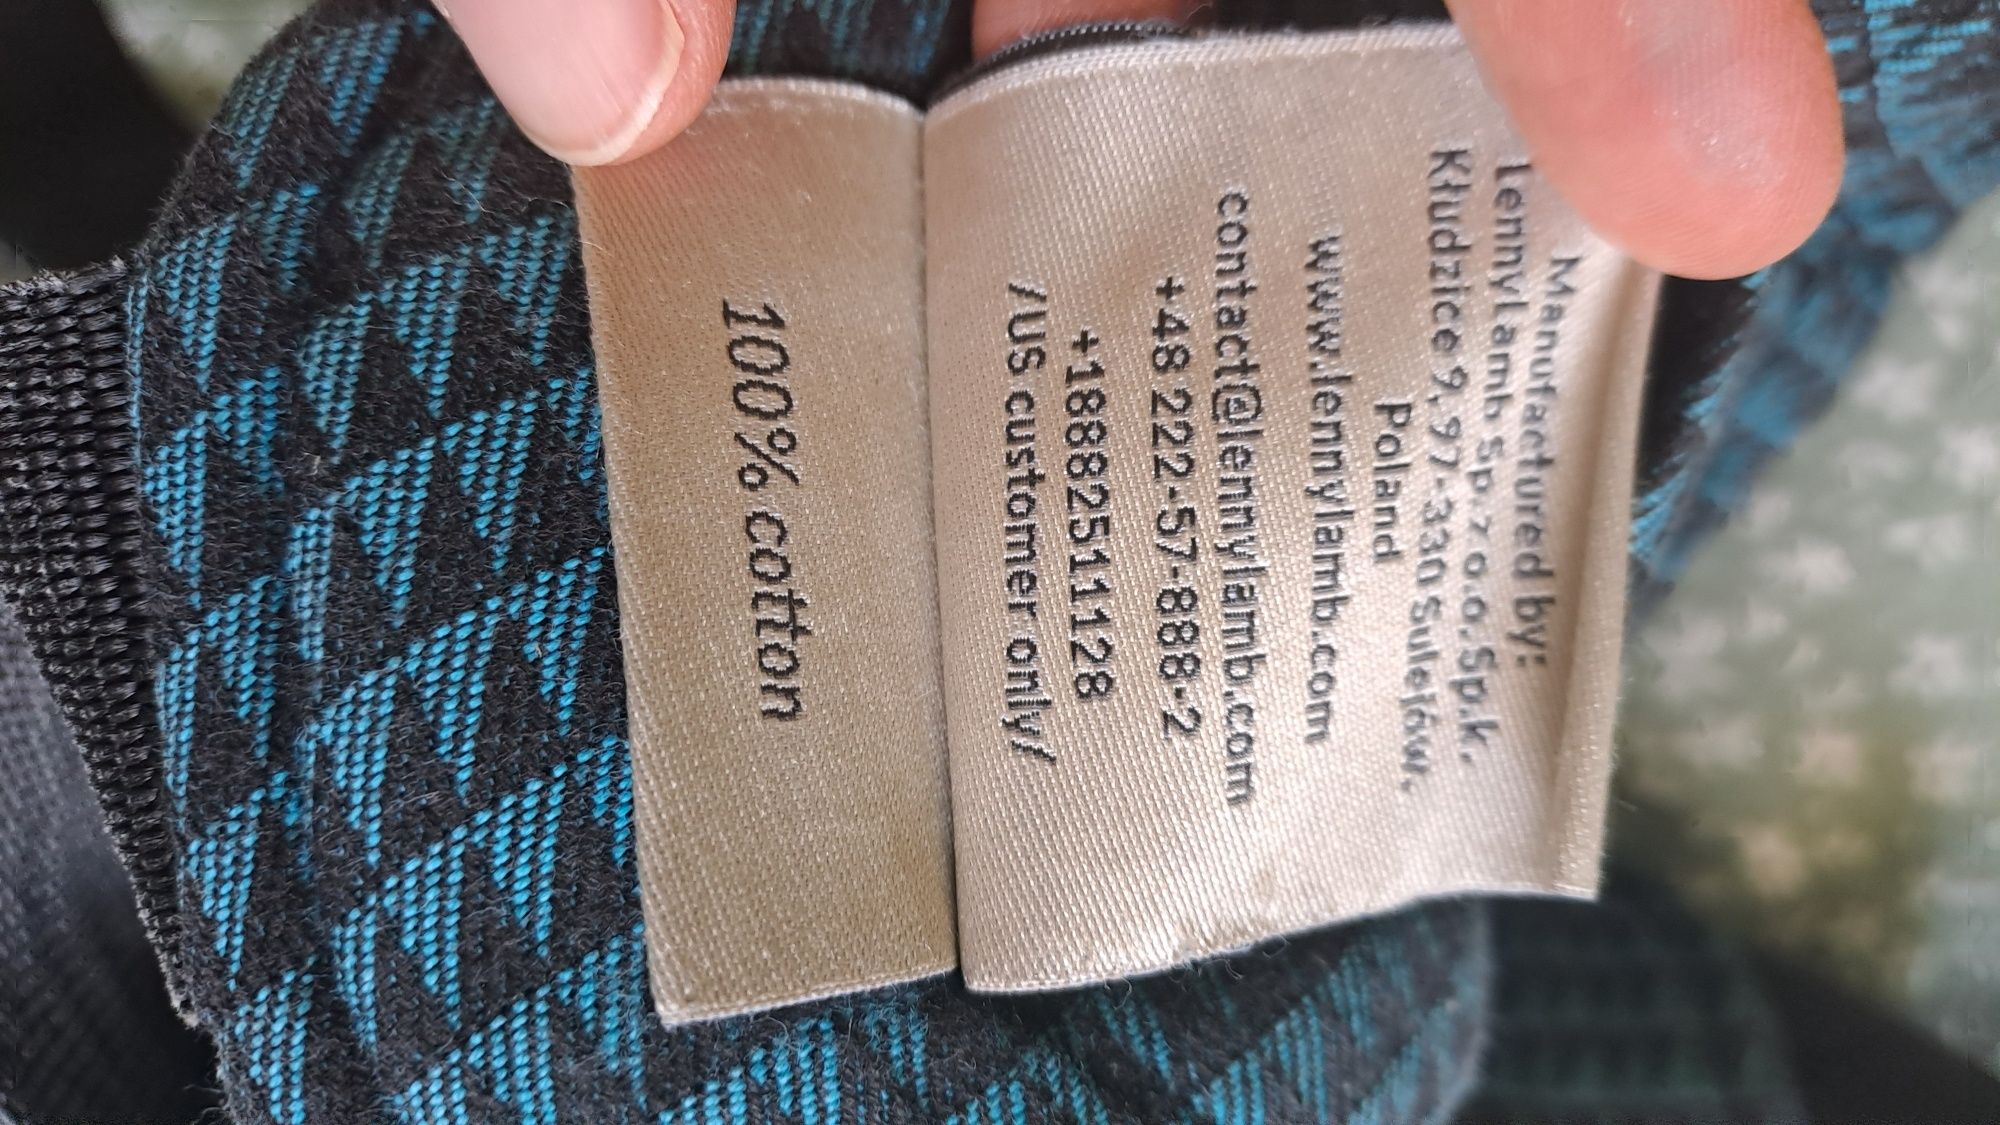 Manufactured by:
LennyLamb Sp. z o.o. Sp.k.
Kłudzice 9, 97-330 Sulejów,
Poland
www.lennylamb.com
contact@lennylamb.com
+48 222-57-888-2
+18882511128
/US customer only/
100% cotton